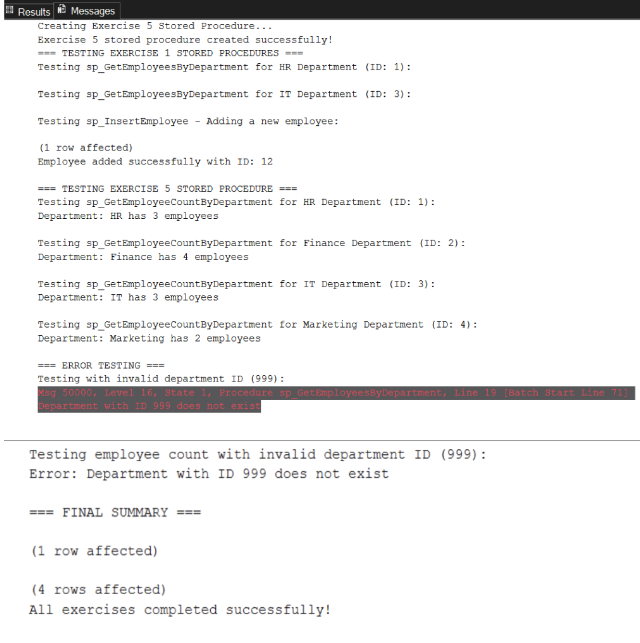 Results Messages
Creating Exercise 5 Stored Procedure...
Exercise 5 stored procedure created successfully!
=== TESTING EXERCISE 1 STORED PROCEDURES ===
Testing sp_GetEmployeesByDepartment for HR Department (ID: 1):
Testing sp_GetEmployeesByDepartment for IT Department (ID: 3):
Testing sp_InsertEmployee - Adding a new employee:
(1 row affected)
Employee added successfully with ID: 12
=== TESTING EXERCISE 5 STORED PROCEDURE ===
Testing sp_GetEmployeeCountByDepartment for HR Department (ID: 1):
Department: HR has 3 employees
Testing sp_GetEmployeeCountByDepartment for Finance Department (ID: 2):
Department: Finance has 4 employees
Testing sp_GetEmployeeCountByDepartment for IT Department (ID: 3):
Department: IT has 3 employees
Testing sp_GetEmployeeCountByDepartment for Marketing Department (ID: 4):
Department: Marketing has 2 employees
=== ERROR TESTING ===
Testing with invalid department ID (999):
Msg 50000, Level 16, State 1, Procedure sp_GetEmployeesByDepartment, Line 19 [Batch Start Line 71]
Department with ID 999 does not exist
Testing employee count with invalid department ID (999):
Error: Department with ID 999 does not exist
=== FINAL SUMMARY ===
(1 row affected)
(4 rows affected)
All exercises completed successfully!